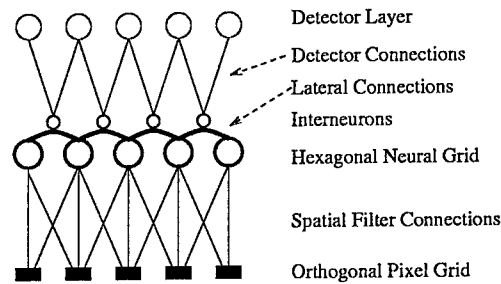 Detector Layer
Detector Connections
Lateral Connections
Interneurons
Hexagonal Neural Grid
Spatial Filter Connections
Orthogonal Pixel Grid